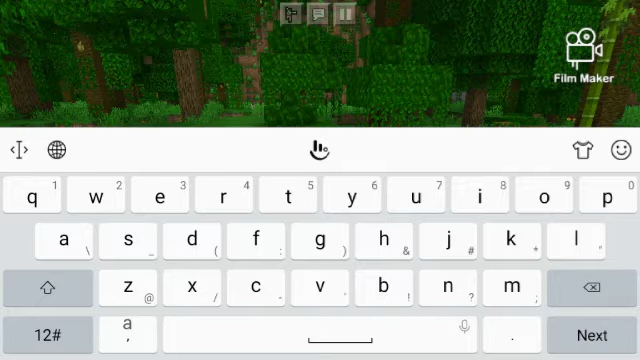 Film Maker
q 1 w 2 e 3 r 4 t 5 y 6 u 7 i 8 o 9 p 0
a \ s _ d ( f : g ) h & j # k * l "
z @ x / c - v ' b ! n ? m ;
12# a , . Next